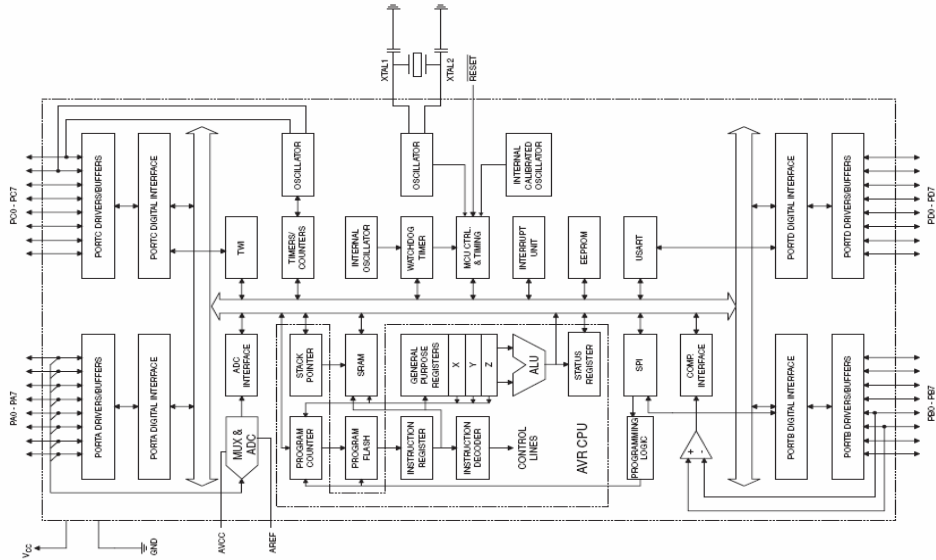 PA0 - PA7
PC0 - PC7
VCC
GND
AVCC
AREF
PORTA DRIVERS/BUFFERS
PORTC DRIVERS/BUFFERS
PORTA DIGITAL INTERFACE
PORTC DIGITAL INTERFACE
MUX &
ADC
ADC
INTERFACE
TWI
PROGRAM
COUNTER
STACK
POINTER
TIMERS/
COUNTERS
OSCILLATOR
PROGRAM
FLASH
SRAM
INTERNAL
OSCILLATOR
INSTRUCTION
REGISTER
GENERAL
PURPOSE
REGISTERS
X
Y
Z
WATCHDOG
TIMER
OSCILLATOR
XTAL1
XTAL2
INSTRUCTION
DECODER
MCU CTRL.
& TIMING
RESET
CONTROL
LINES
ALU
INTERRUPT
UNIT
INTERNAL
CALIBRATED
OSCILLATOR
AVR CPU
STATUS
REGISTER
EEPROM
PROGRAMMING
LOGIC
SPI
USART
+
-
COMP.
INTERFACE
PORTB DIGITAL INTERFACE
PORTD DIGITAL INTERFACE
PORTB DRIVERS/BUFFERS
PORTD DRIVERS/BUFFERS
PB0 - PB7
PD0 - PD7